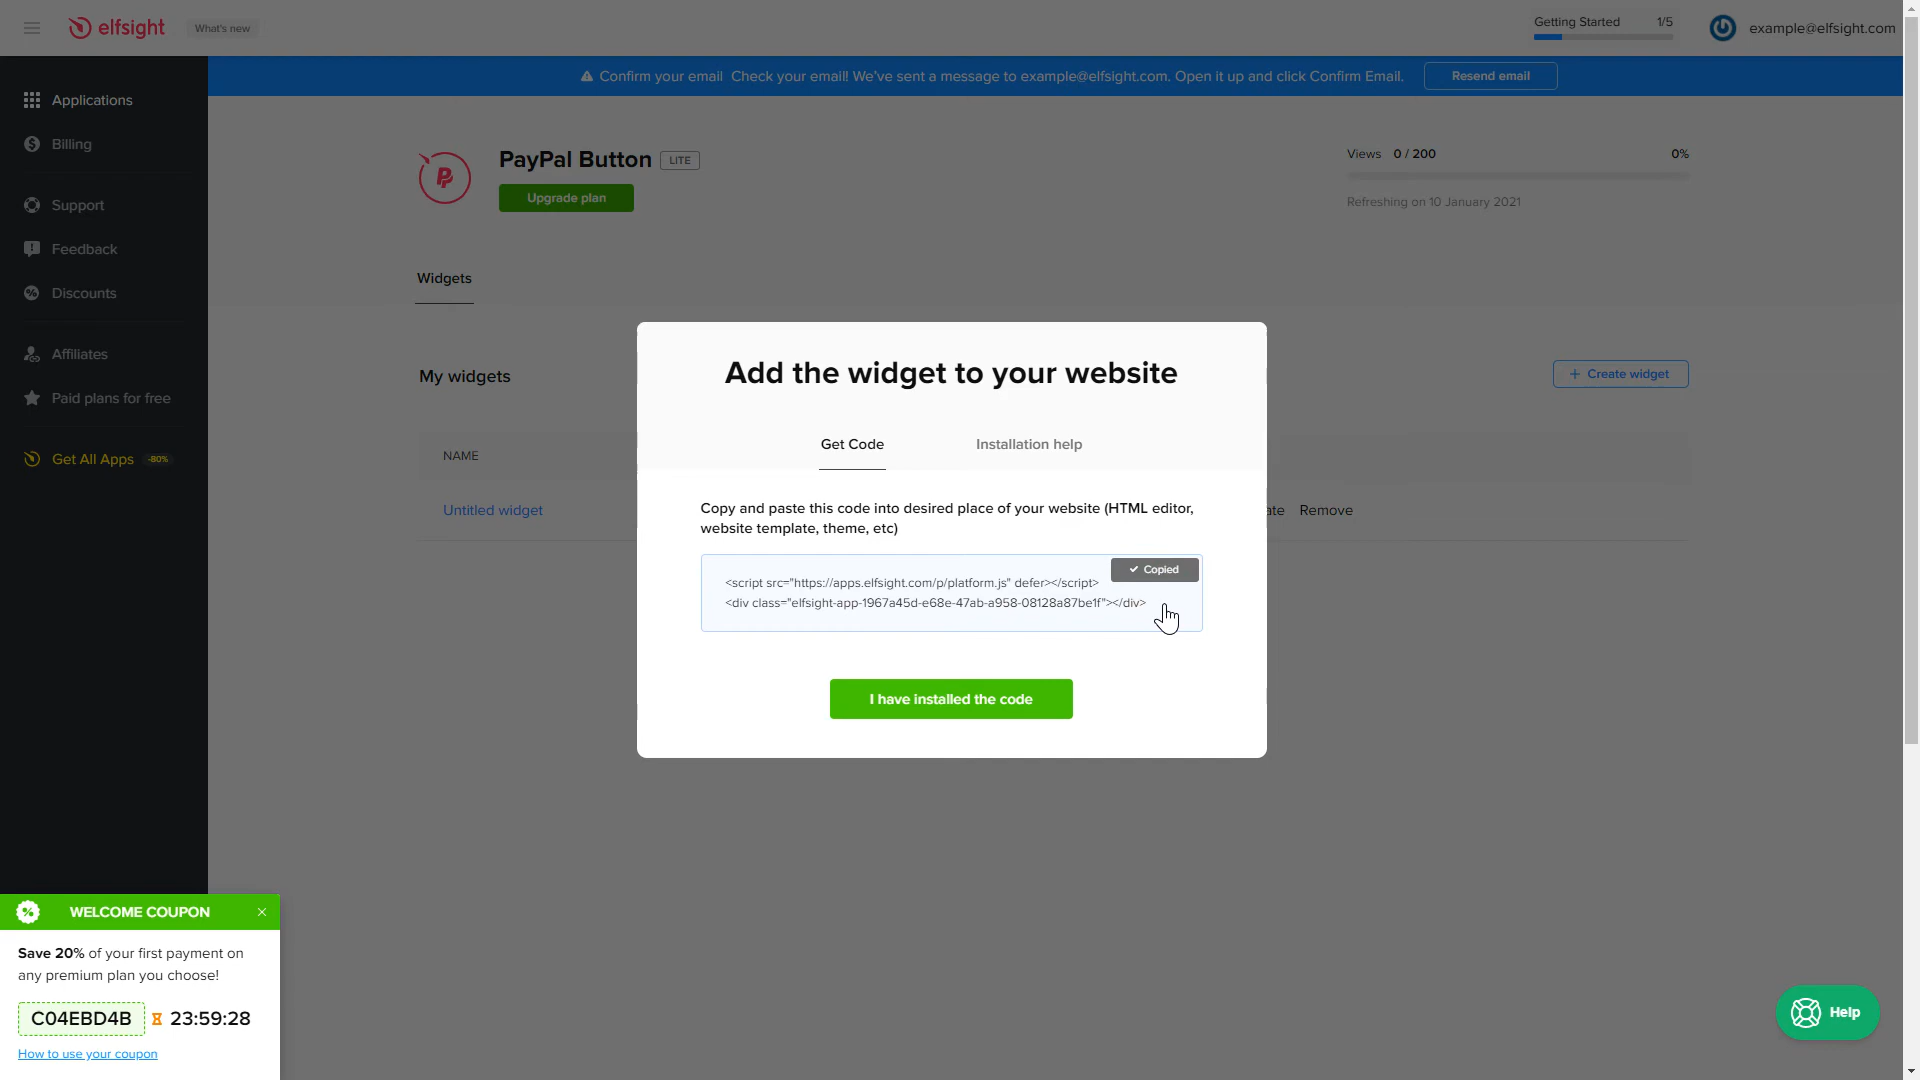 elfsight
What's new
Getting Started 1/5
example@elfsight.com
Confirm your email Check your email! We've sent a message to example@elfsight.com. Open it up and click Confirm Email.
Resend email
Applications
Billing
Support
Feedback
Discounts
Affiliates
Paid plans for free
Get All Apps -80%
PayPal Button LITE
Upgrade plan
Views 0 / 200 0%
Refreshing on 10 January 2021
Widgets
My widgets
+ Create widget
NAME
Untitled widget
ate Remove
Add the widget to your website
Get Code
Installation help
Copy and paste this code into desired place of your website (HTML editor,
website template, theme, etc)
Copied
<script src="https://apps.elfsight.com/p/platform.js" defer></script>
<div class="elfsight-app-1967a45d-e68e-47ab-a958-08128a87be1f"></div>
I have installed the code
WELCOME COUPON
Save 20% of your first payment on
any premium plan you choose!
C04EBD4B 23:59:28
How to use your coupon
Help